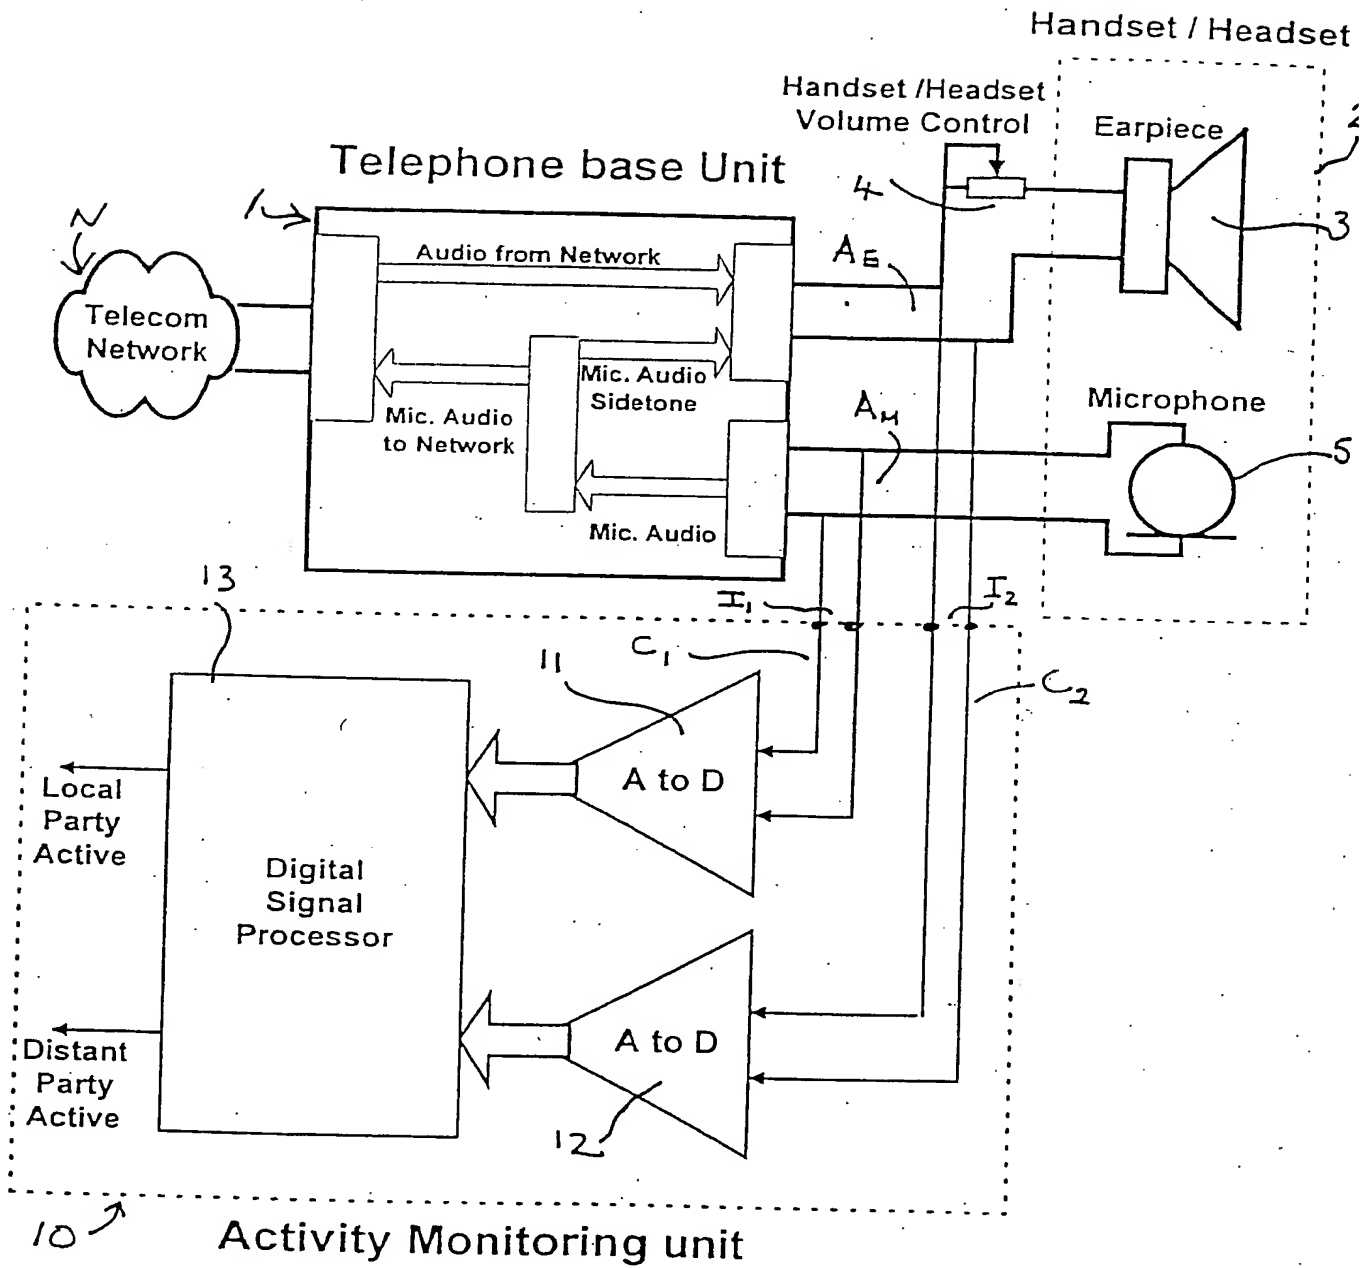 Handset / Headset
Handset /Headset
Volume Control
Earpiece
2
Telephone base Unit
4
3
N
1
Audio from Network
A_E
Telecom
Network
Mic. Audio
Sidetone
Mic. Audio
to Network
A_M
Microphone
5
Mic. Audio
13
I_1
I_2
C_1
11
C_2
A to D
Local
Party
Active
Digital
Signal
Processor
A to D
Distant
Party
Active
12
10
Activity Monitoring unit